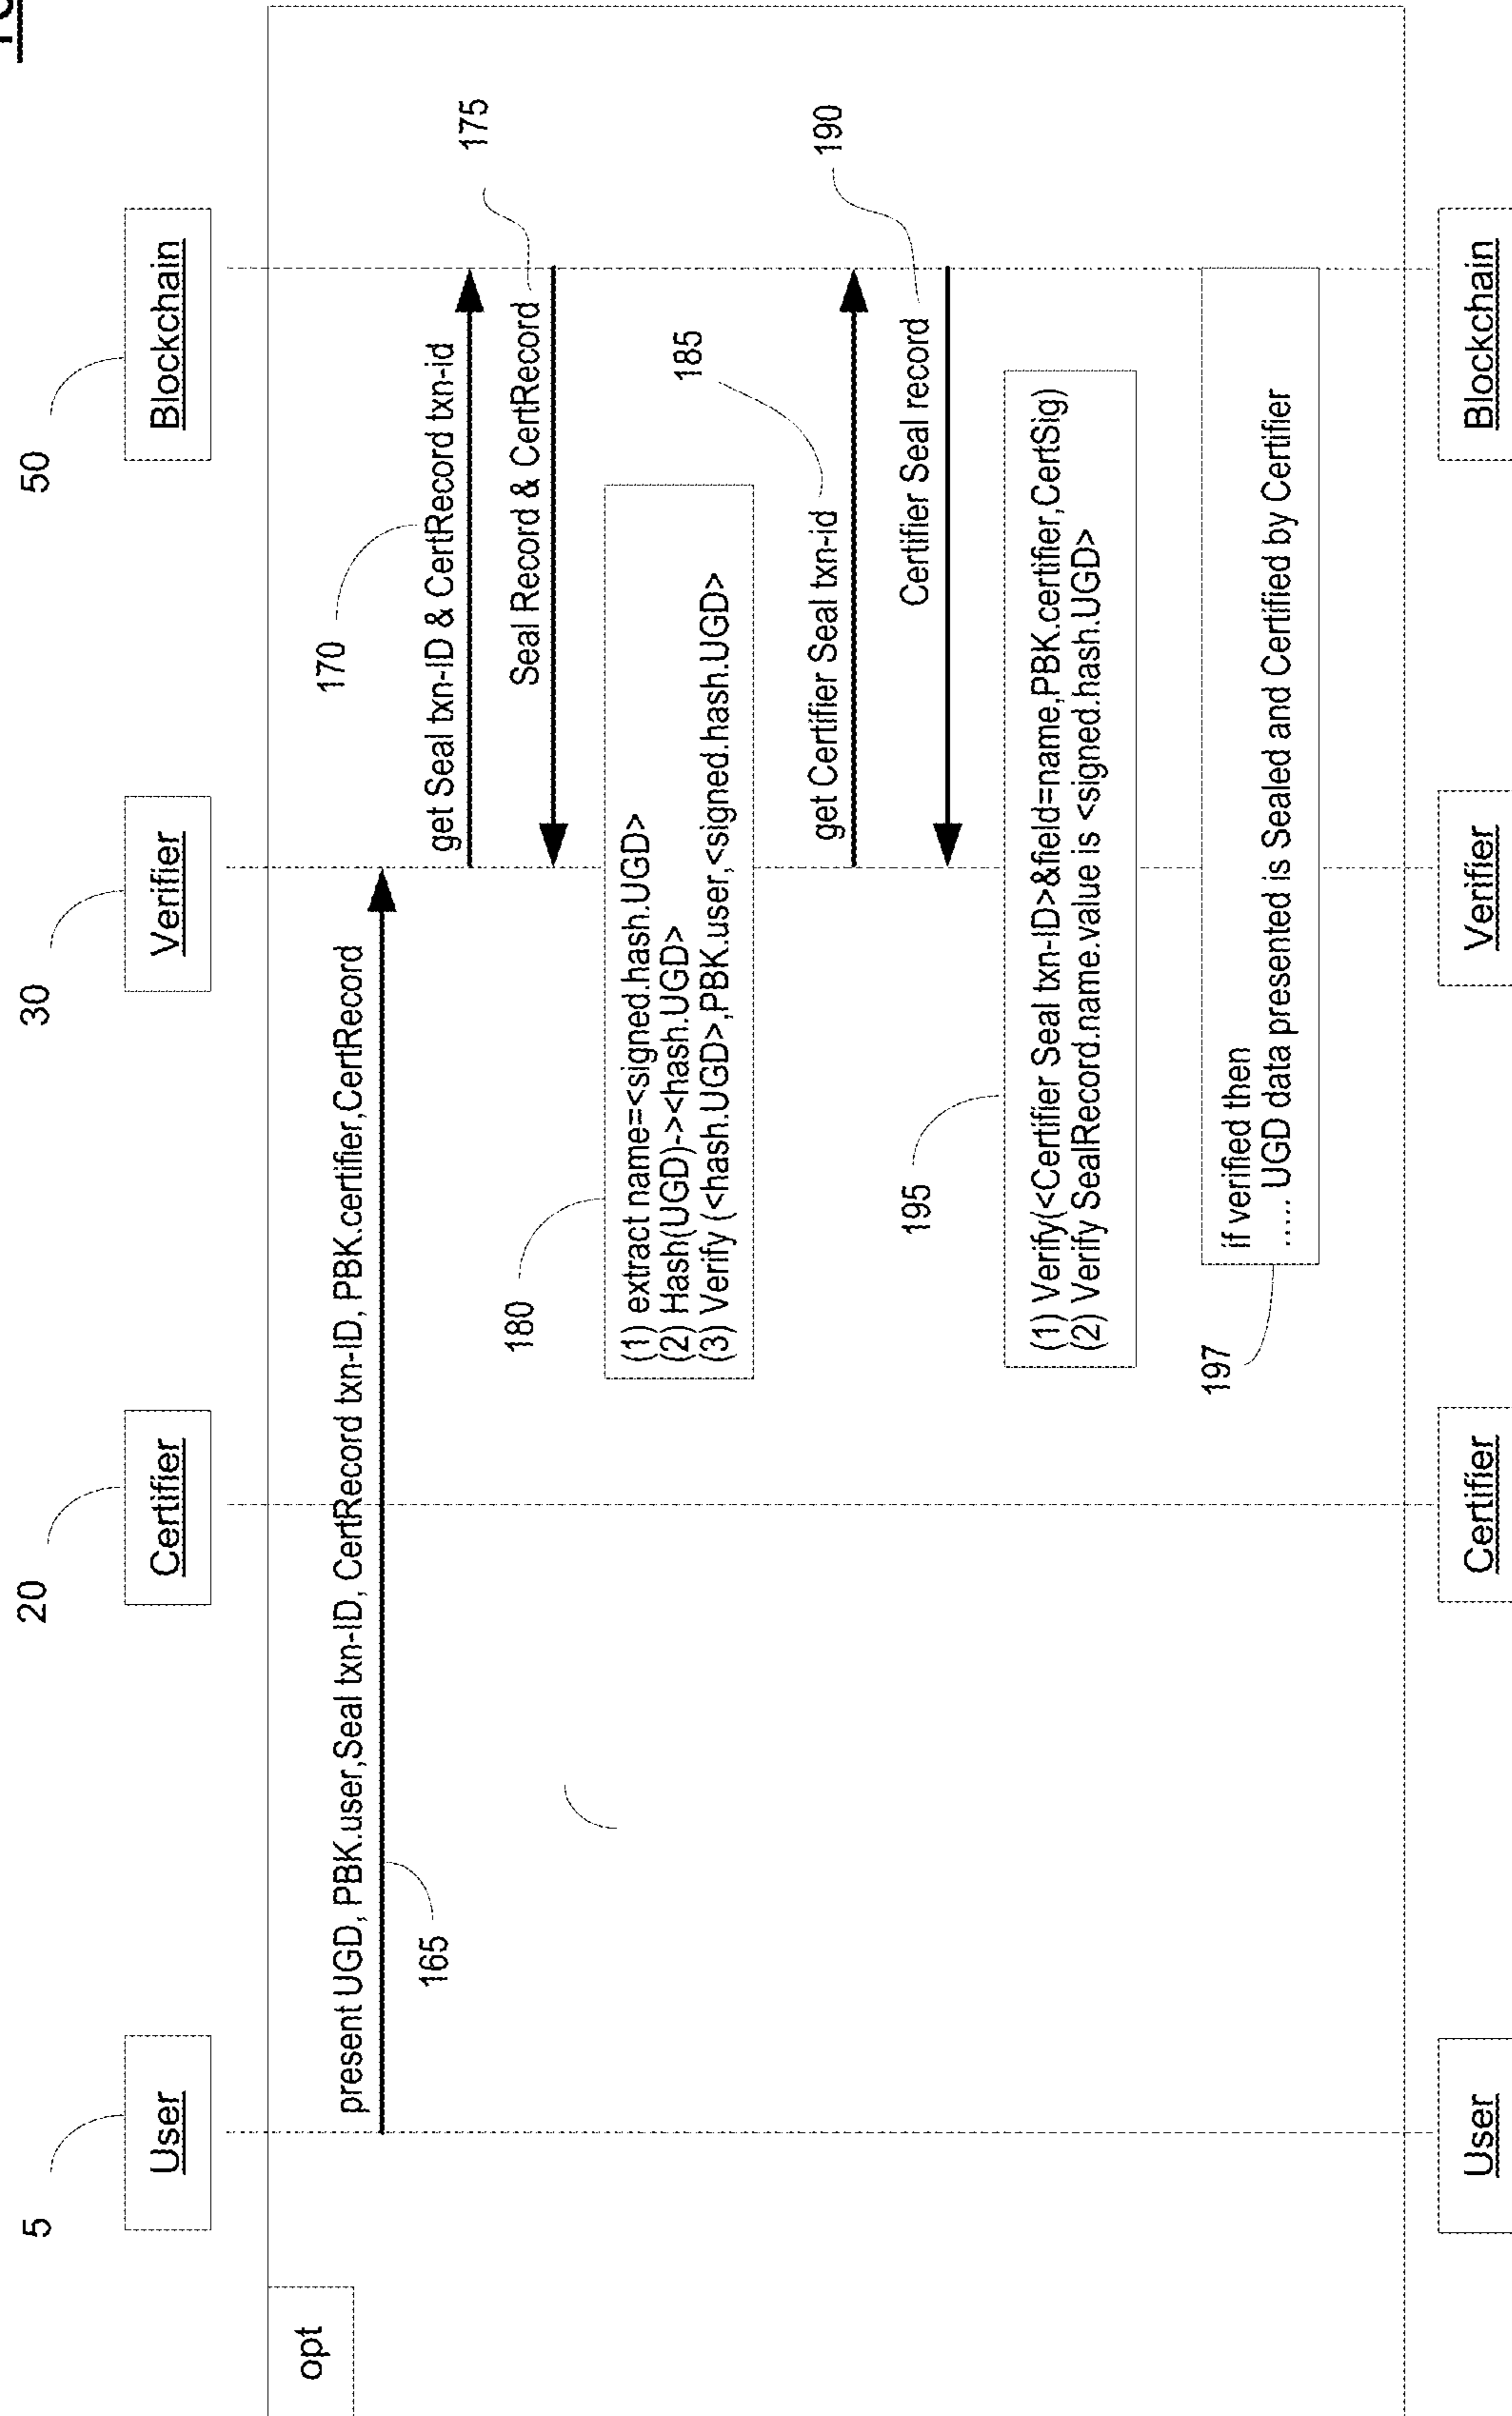 5
20
30
50
User
Certifier
Verifier
Blockchain
opt
present UGD, PBK.user,Seal txn-ID, CertRecord txn-ID, PBK.certifier,CertRecord
165
170
get Seal txn-ID & CertRecord txn-id
175
Seal Record & CertRecord
180
(1) extract name=<signed.hash.UGD>
(2) Hash(UGD)-><hash.UGD>
(3) Verify (<hash.UGD>,PBK.user,<signed.hash.UGD>
185
get Certifier Seal txn-id
190
Certifier Seal record
195
(1) Verify(<Certifier Seal txn-ID>&field=name,PBK.certifier,CertSig)
(2) Verify SealRecord.name.value is <signed.hash.UGD>
197
if verified then
..... UGD data presented is Sealed and Certified by Certifier
User
Certifier
Verifier
Blockchain